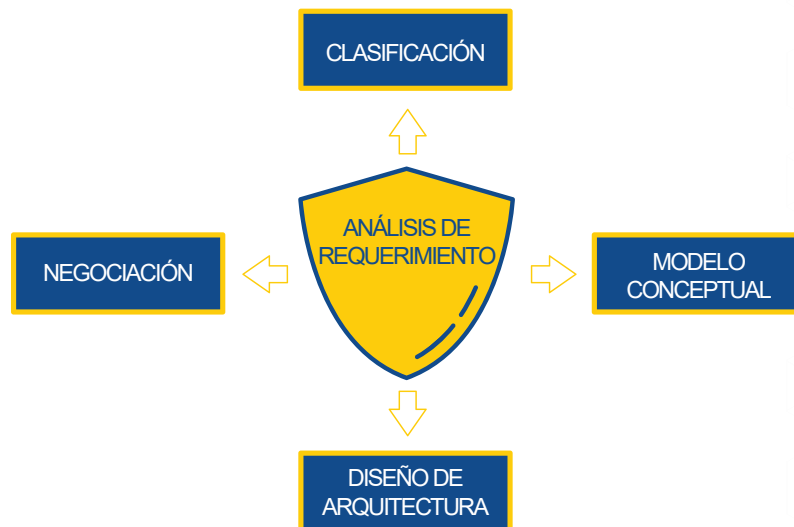 CLASIFICACIÓN
ANÁLISIS DE
REQUERIMIENTO
NEGOCIACIÓN
MODELO
CONCEPTUAL
DISEÑO DE
ARQUITECTURA